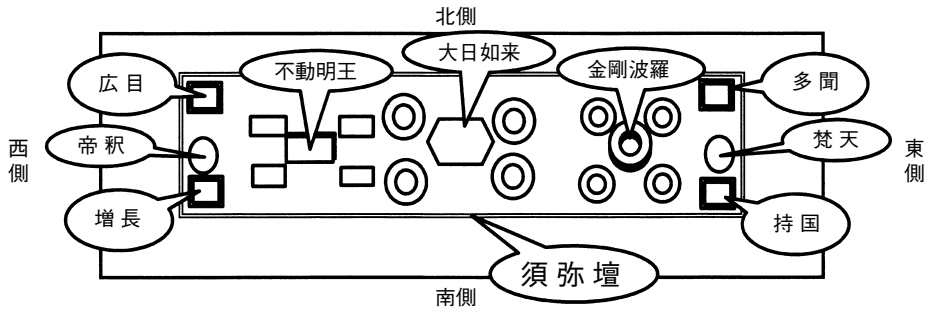 北側
大日如来
不動明王
金剛波羅
広目
多聞
西側
帝釈
梵天
東側
増長
持国
須弥壇
南側